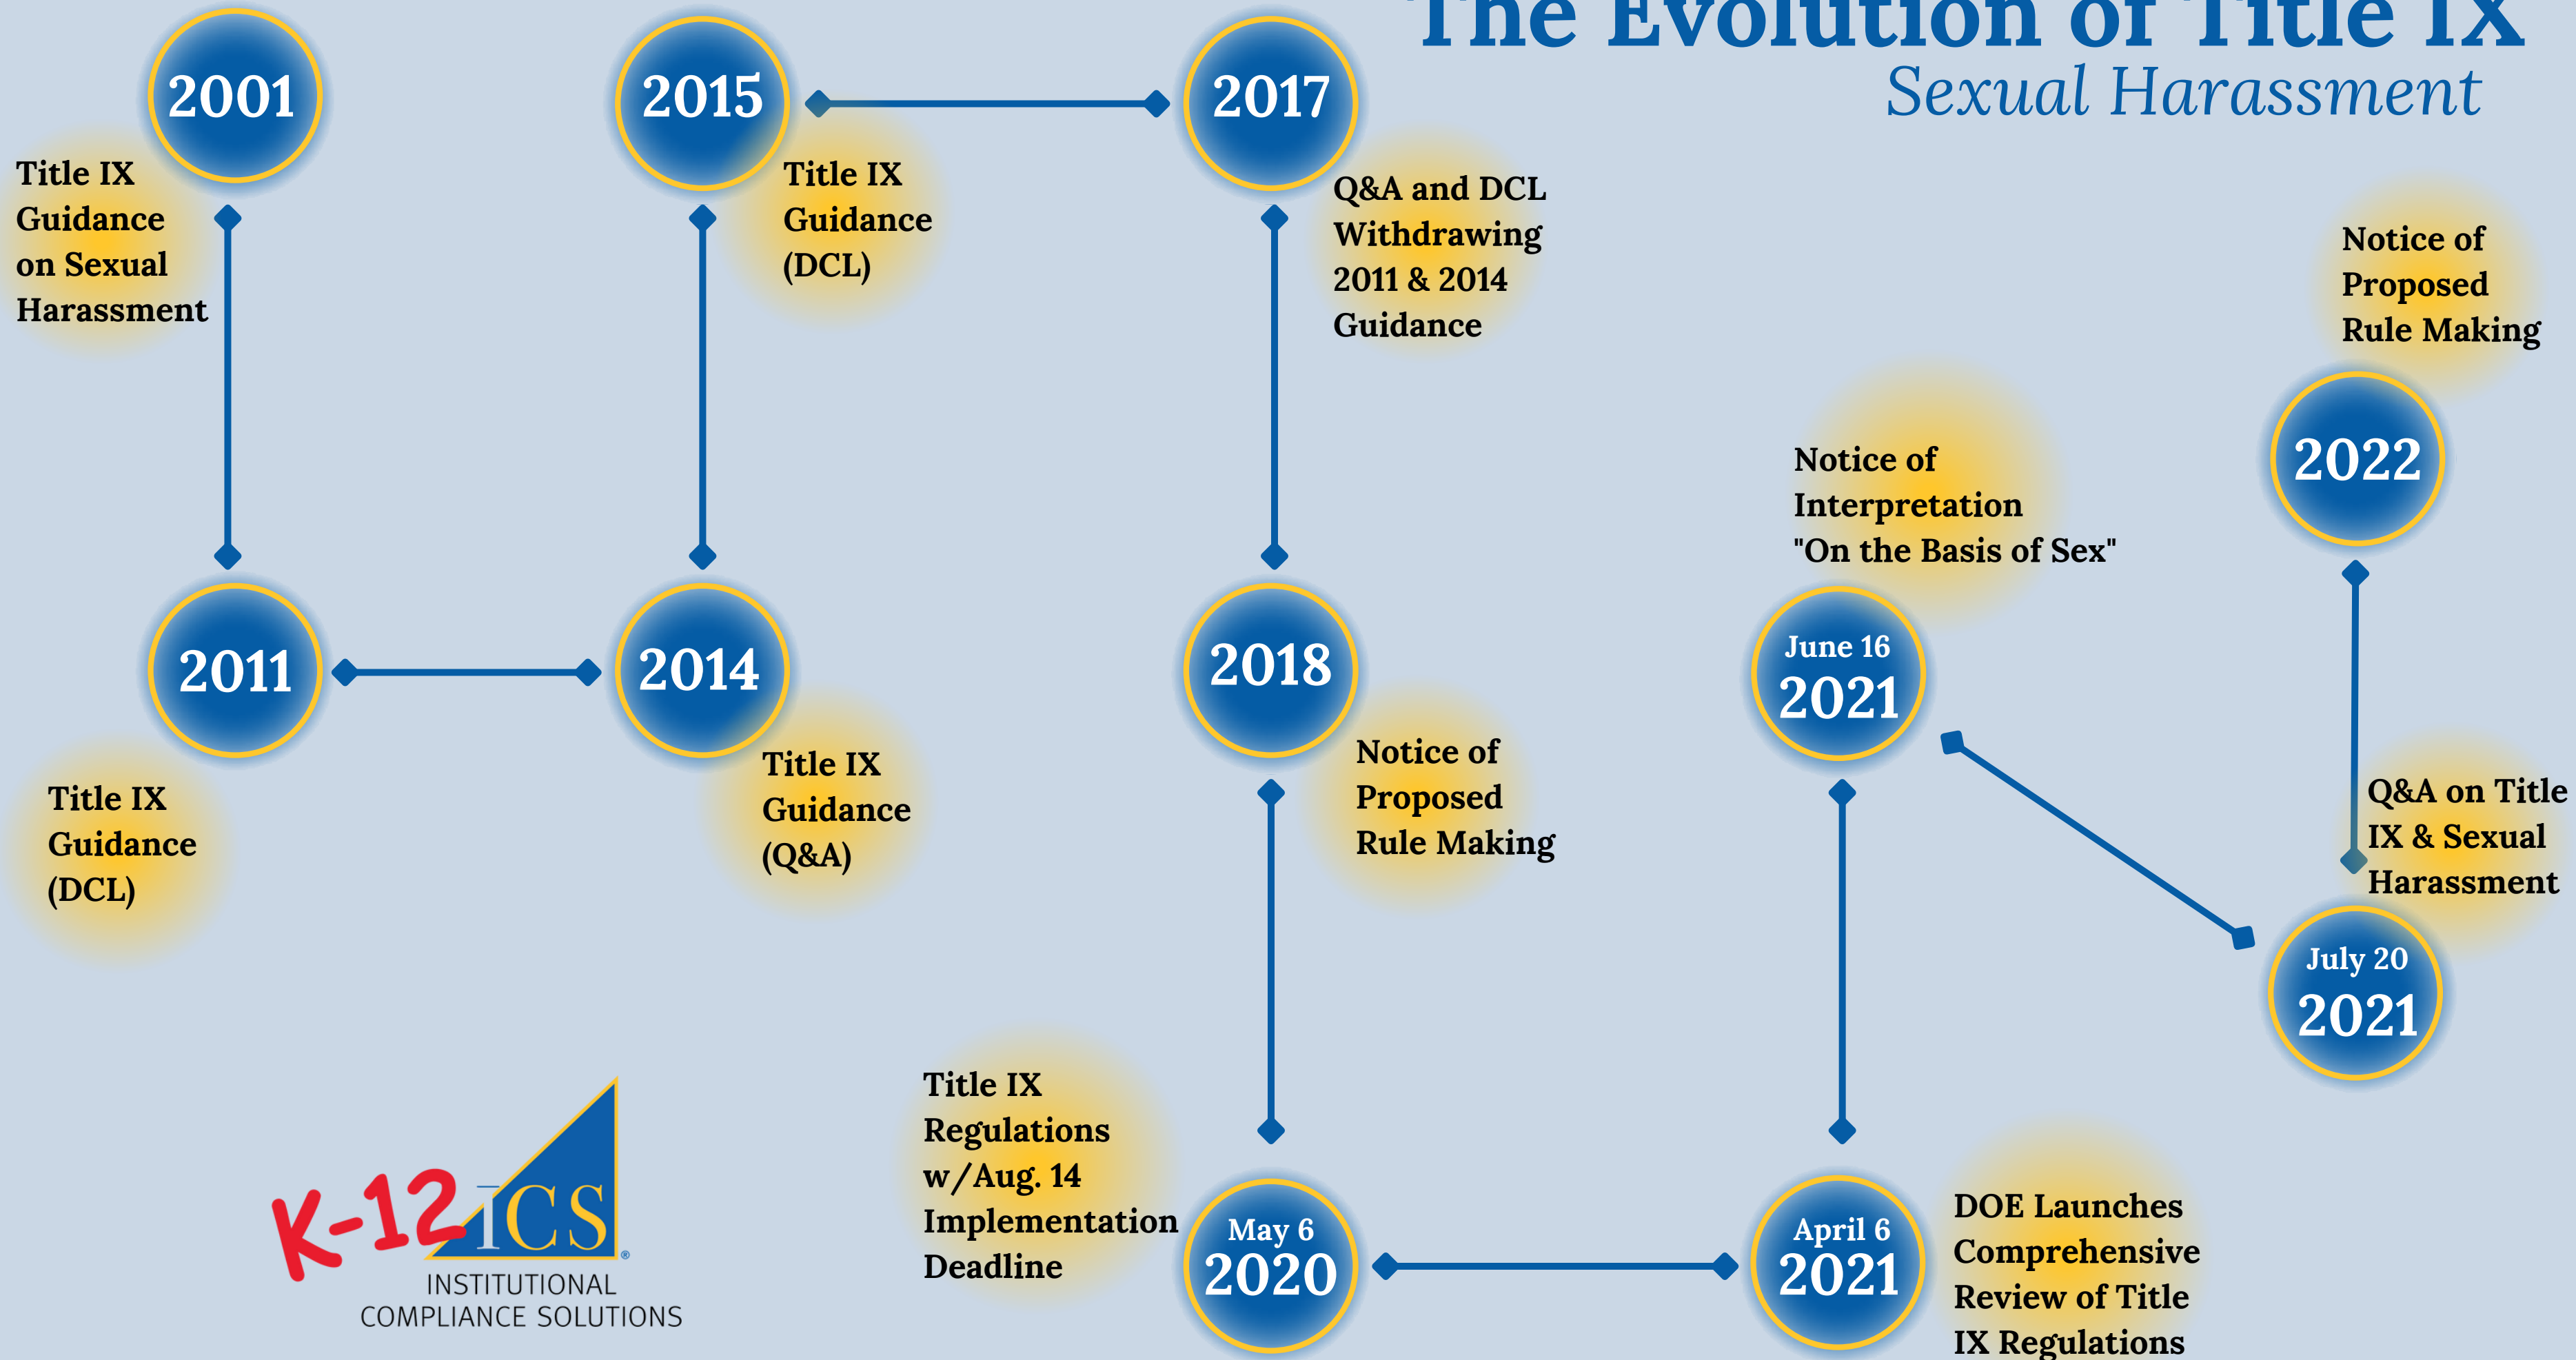 The Evolution of Title IX
Sexual Harassment
2001
Title IX
Guidance
on Sexual
Harassment
2011
Title IX
Guidance
(DCL)
2014
Title IX
Guidance
(Q&A)
2015
Title IX
Guidance
(DCL)
2017
Q&A and DCL
Withdrawing
2011 & 2014
Guidance
2018
Notice of
Proposed
Rule Making
May 6
2020
Title IX
Regulations
w/Aug. 14
Implementation
Deadline
April 6
2021
DOE Launches
Comprehensive
Review of Title
IX Regulations
June 16
2021
Notice of
Interpretation
"On the Basis of Sex"
July 20
2021
Q&A on Title
IX & Sexual
Harassment
2022
Notice of
Proposed
Rule Making
K-12 ICS®
INSTITUTIONAL
COMPLIANCE SOLUTIONS